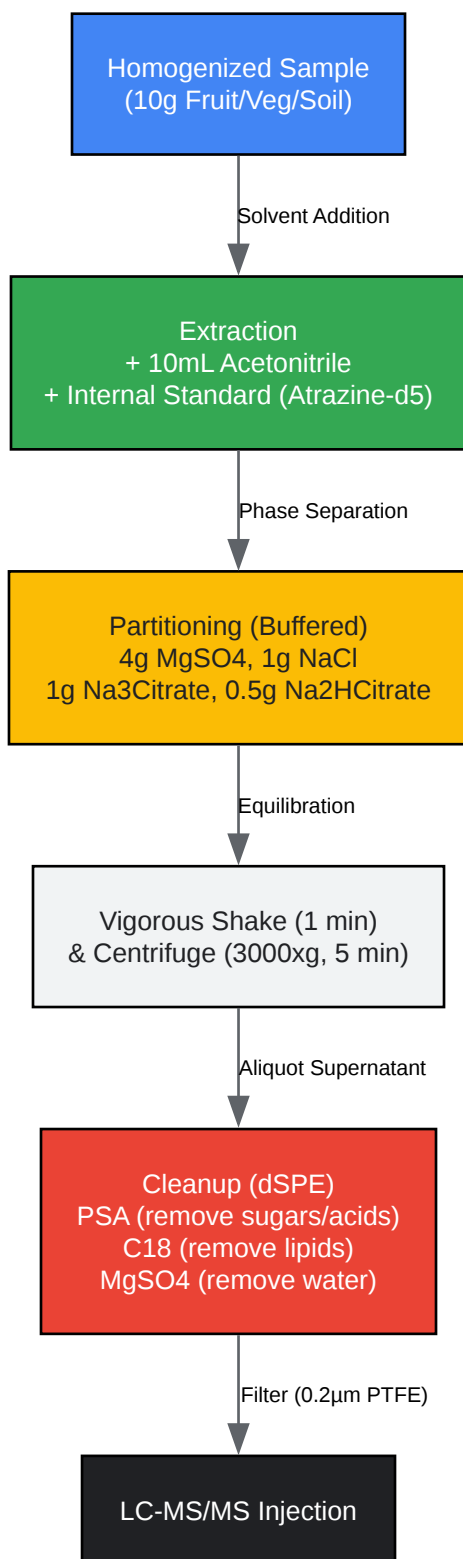 Homogenized Sample
(10g Fruit/Veg/Soil)
Solvent Addition
Extraction
+ 10mL Acetonitrile
+ Internal Standard (Atrazine-d5)
Phase Separation
Partitioning (Buffered)
4g MgSO4, 1g NaCl
1g Na3Citrate, 0.5g Na2HCitrate
Equilibration
Vigorous Shake (1 min)
& Centrifuge (3000xg, 5 min)
Aliquot Supernatant
Cleanup (dSPE)
PSA (remove sugars/acids)
C18 (remove lipids)
MgSO4 (remove water)
Filter (0.2µm PTFE)
LC-MS/MS Injection